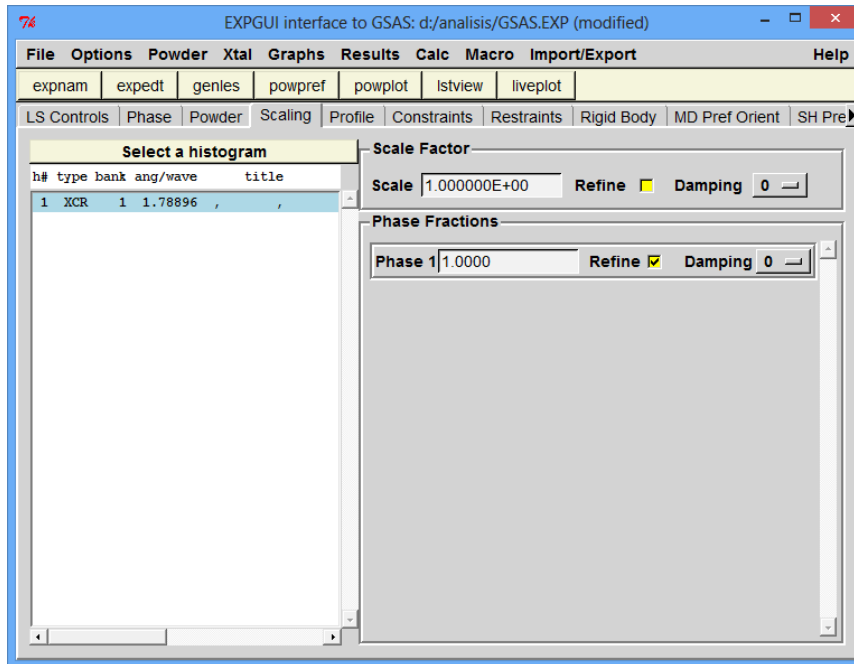 EXPGUI interface to GSAS: d:/analisis/GSAS.EXP (modified)
File Options Powder Xtal Graphs Results Calc Macro Import/Export Help
expnam expedt genles powpref powplot lstview liveplot
LS Controls Phase Powder Scaling Profile Constraints Restraints Rigid Body MD Pref Orient SH Pre
Select a histogram
h# type bank ang/wave title
1 XCR 1 1.78896 , ,
Scale Factor
Scale 1.000000E+00 Refine Damping 0
Phase Fractions
Phase 1 1.0000 Refine Damping 0